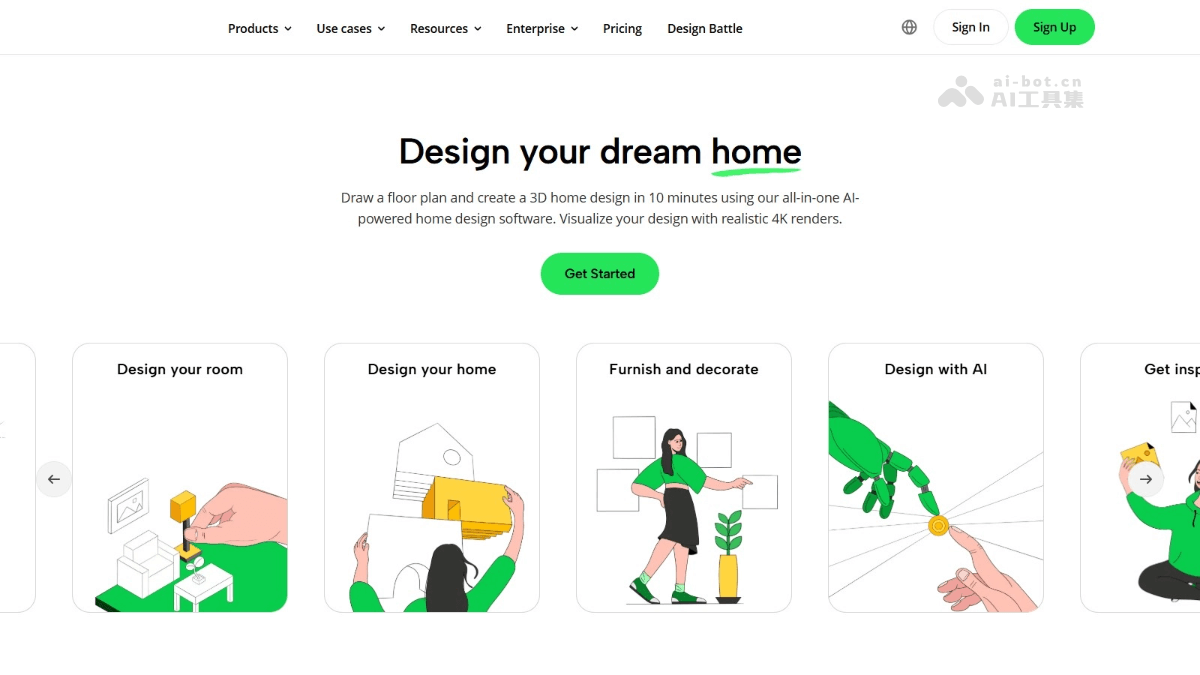 Products
Use cases
Resources
Enterprise
Pricing
Design Battle
Sign In
Sign Up
ai-bot.cn
AI工具集
Design your dream home
Draw a floor plan and create a 3D home design in 10 minutes using our all-in-one AI-
powered home design software. Visualize your design with realistic 4K renders.
Get Started
Design your room
Design your home
Furnish and decorate
Design with AI
Get insp